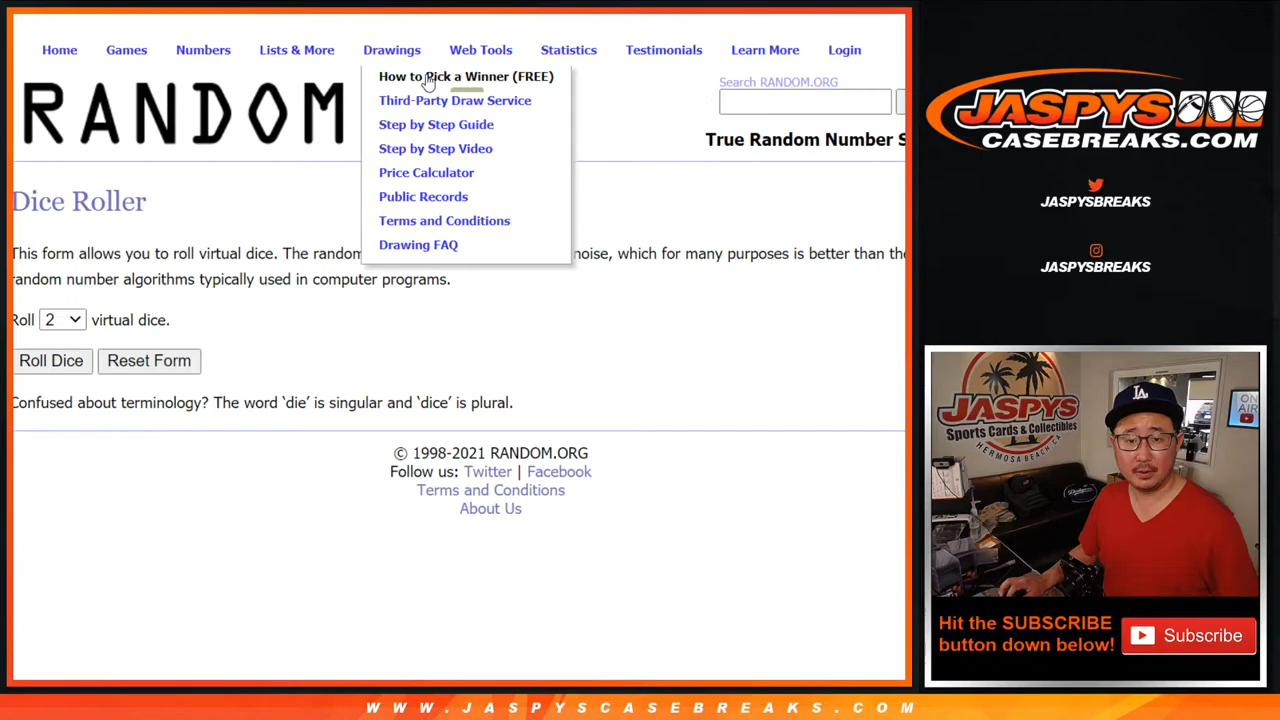 Home Games Numbers Lists & More Drawings Web Tools Statistics Testimonials Learn More Login
RANDOM
How to Pick a Winner (FREE)
Third-Party Draw Service
Step by Step Guide
Step by Step Video
Price Calculator
Public Records
Terms and Conditions
Drawing FAQ
Search RANDOM.ORG
True Random Number S
Dice Roller
This form allows you to roll virtual dice. The random noise, which for many purposes is better than the
random number algorithms typically used in computer programs.
Roll 2 virtual dice.
Roll Dice Reset Form
Confused about terminology? The word ‘die’ is singular and ‘dice’ is plural.
© 1998-2021 RANDOM.ORG
Follow us: Twitter | Facebook
Terms and Conditions
About Us
JASPYS
CASEBREAKS.COM
JASPYSBREAKS
JASPYSBREAKS
JASPYS
Sports Cards & Collectibles
HERMOSA BEACH CA
LA
ON
AIR
Dodgers
Hit the SUBSCRIBE
button down below!
Subscribe
WWW.JASPYSCASEBREAKS.COM